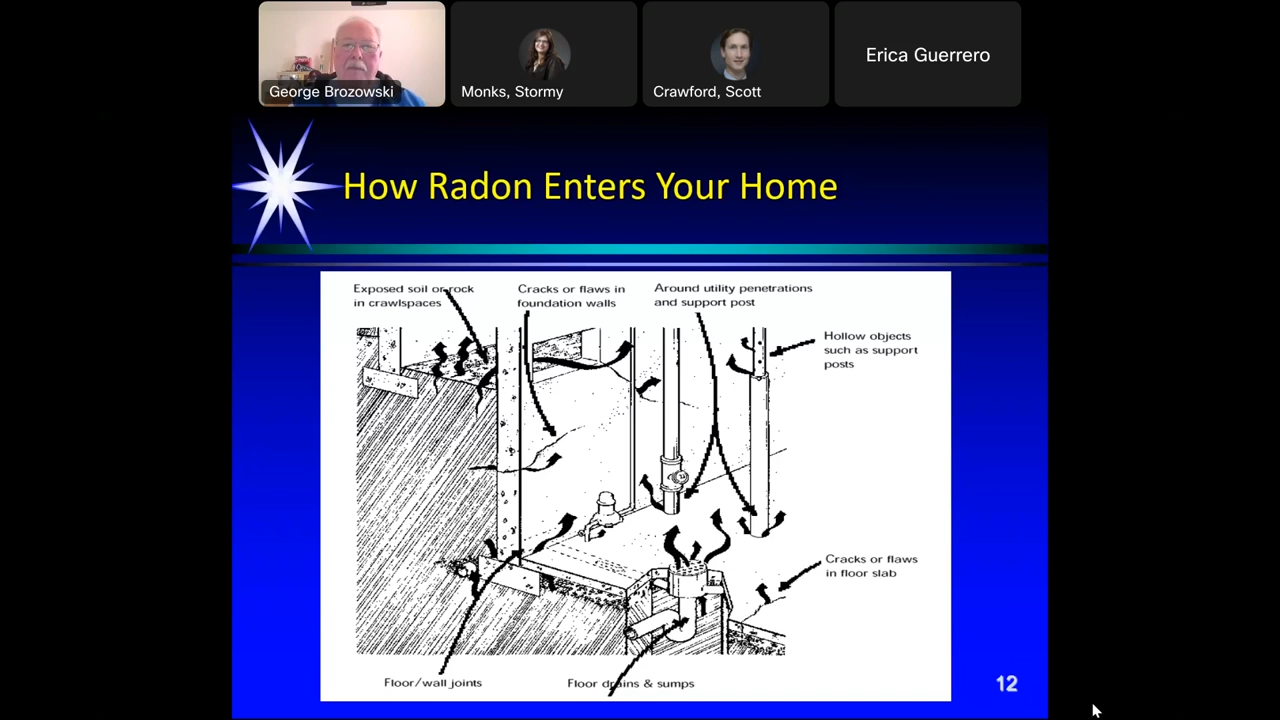 George Brozowski
Monks, Stormy
Crawford, Scott
Erica Guerrero
How Radon Enters Your Home
Exposed soil or rock
in crawlspaces
Cracks or flaws in
foundation walls
Around utility penetrations
and support post
Hollow objects
such as support
posts
Cracks or flaws
in floor slab
Floor/wall joints
Floor drains & sumps
12